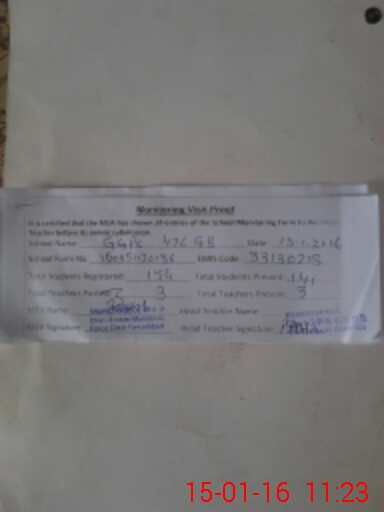 Monitoring Visit Proof
It is certified that the MEA has shown all entries of the School Monitoring Form to the Head
Teacher before its online submission.
School Name GGPS 476 GB Date 15-1-2016
School Form No EMIS Code 33130213
Total Students Registered 154 Total Students Present
Total Teachers Posted 3 Total Teachers Present 3
MEA Name Head Teacher Name
MEA Signature Head Teacher Signature
15-01-16 11:23